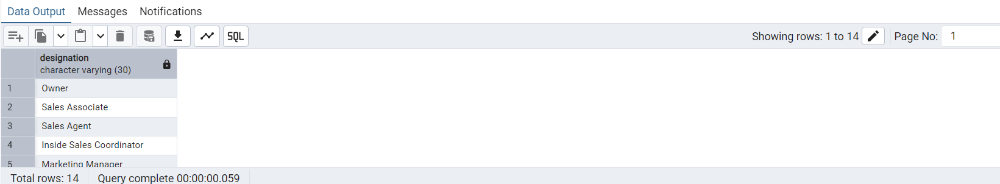 Data Output Messages Notifications
SQL Showing rows: 1 to 14 Page No: 1
designation
character varying (30)
1 Owner
2 Sales Associate
3 Sales Agent
4 Inside Sales Coordinator
5 Marketing Manager
Total rows: 14 Query complete 00:00:00.059